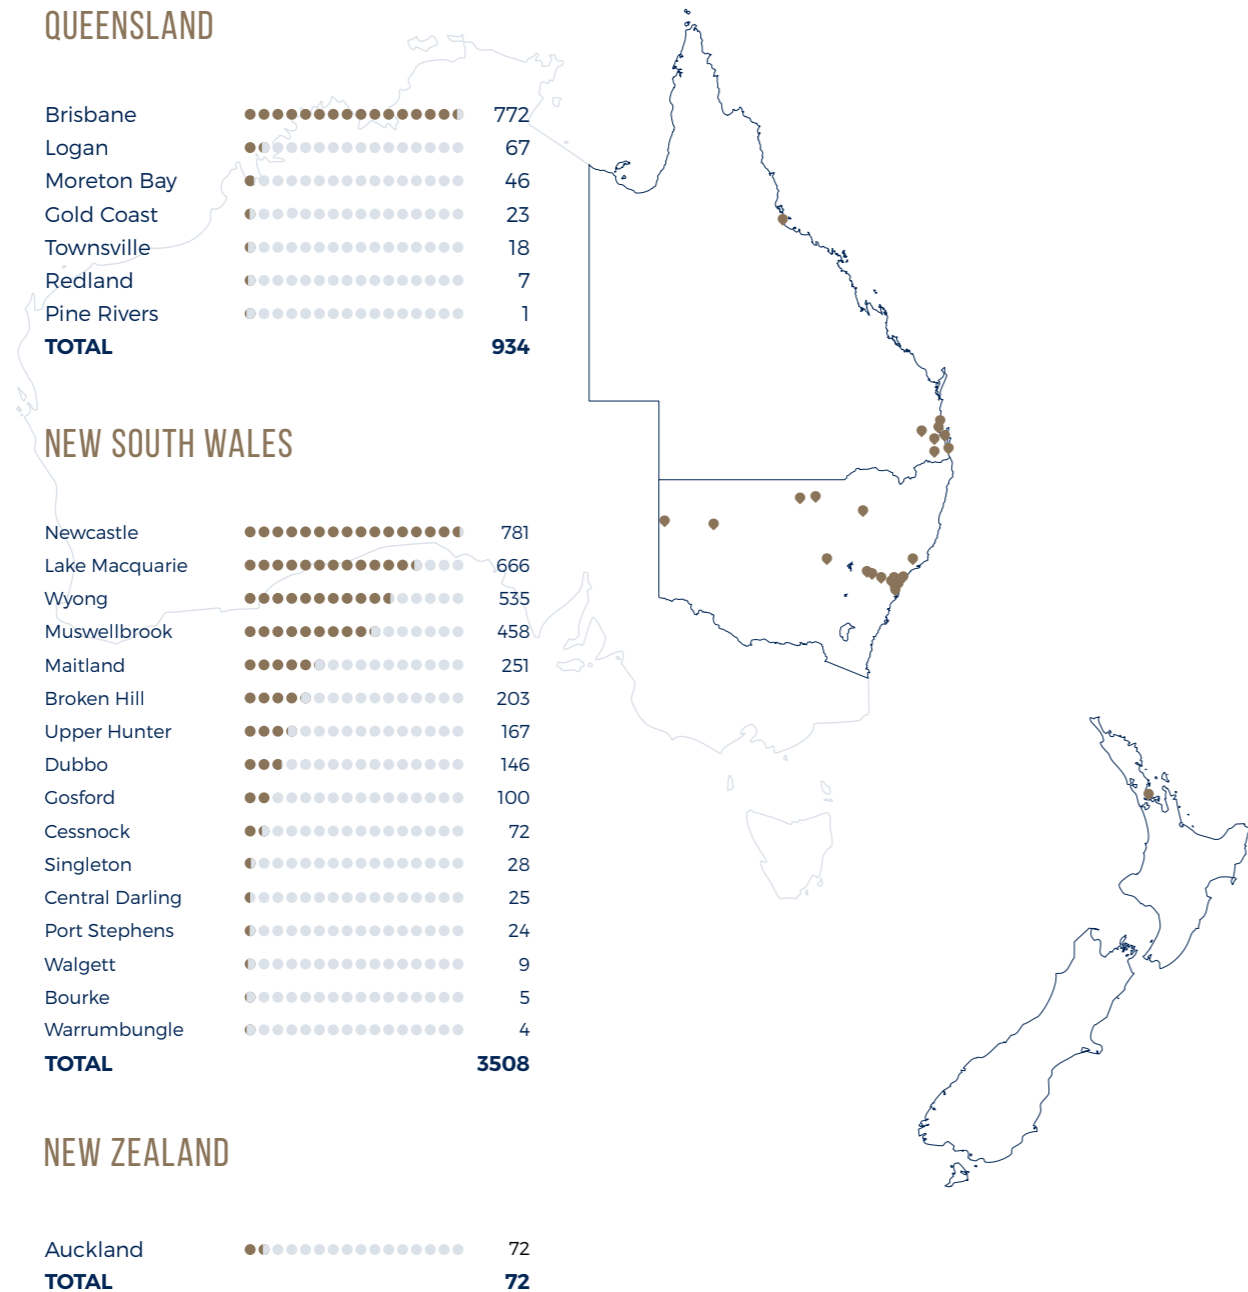 QUEENSLAND
Brisbane 772
Logan 67
Moreton Bay 46
Gold Coast 23
Townsville 18
Redland 7
Pine Rivers 1
TOTAL 934
NEW SOUTH WALES
Newcastle 781
Lake Macquarie 666
Wyong 535
Muswellbrook 458
Maitland 251
Broken Hill 203
Upper Hunter 167
Dubbo 146
Gosford 100
Cessnock 72
Singleton 28
Central Darling 25
Port Stephens 24
Walgett 9
Bourke 5
Warrumbungle 4
TOTAL 3508
NEW ZEALAND
Auckland 72
TOTAL 72